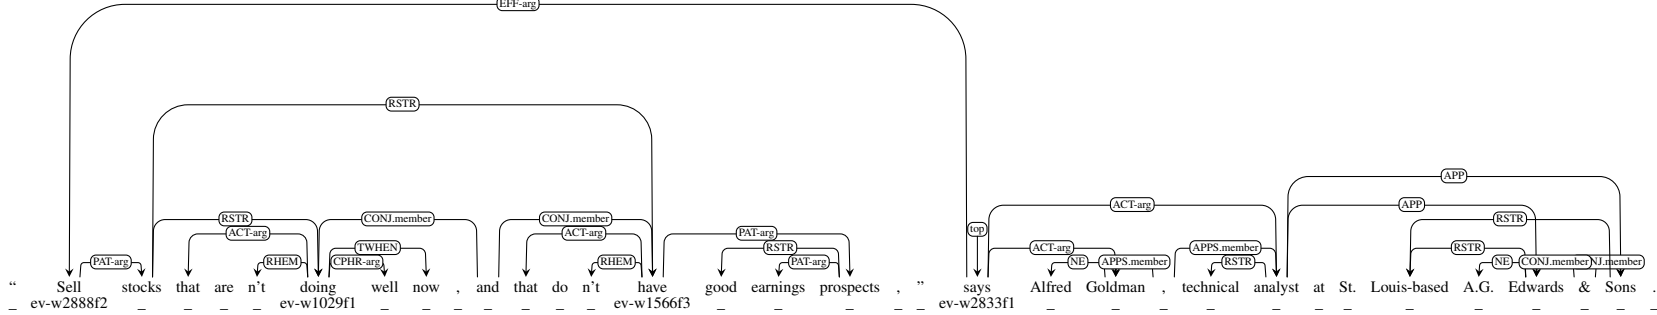 EFF-arg
RSTR
APP
ACT-arg APP
RSTR CONJ.member CONJ.member RSTR
ACT-arg ACT-arg PAT-arg top
TWHEN RSTR ACT-arg APPS.member RSTR
PAT-arg RHEM CPHR-arg RHEM PAT-arg NE APPS.member RSTR NE CONJ.member NJ.member
“ Sell stocks that are n’t doing well now , and that do n’t have good earnings prospects , ” says Alfred Goldman , technical analyst at St. Louis-based A.G. Edwards & Sons .
_ ev-w2888f2 _ _ _ _ ev-w1029f1 _ _ _ _ _ _ _ ev-w1566f3 _ _ _ _ _ ev-w2833f1 _ _ _ _ _ _ _ _ _ _ _ _ _